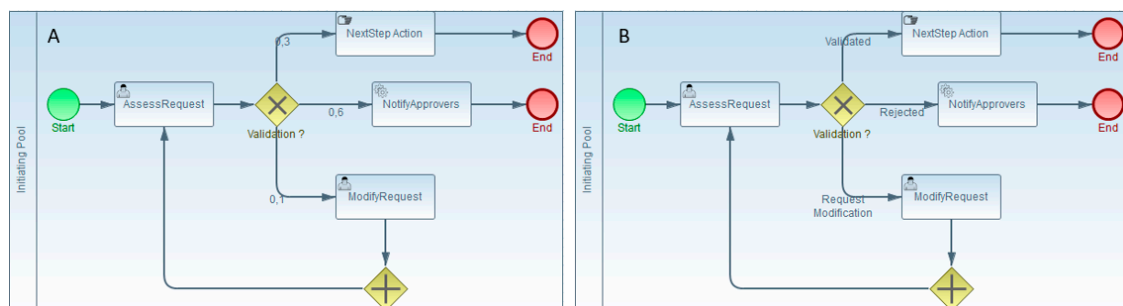 A
Initiating Pool
Start
AssessRequest
Validation ?
0,3
NextStep Action
End
0,6
NotifyApprovers
End
0,1
ModifyRequest
B
Initiating Pool
Start
AssessRequest
Validation ?
Validated
NextStep Action
End
Rejected
NotifyApprovers
End
Request
Modification
ModifyRequest